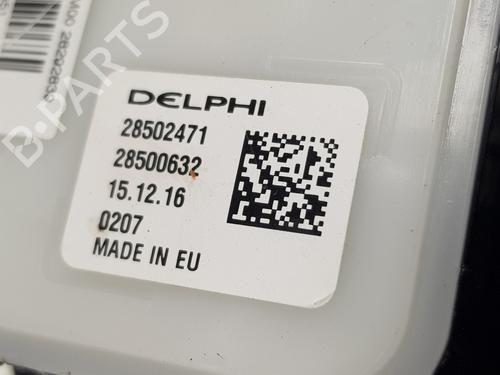 DELPHI
28502471
28500632
15.12.16
0207
MADE IN EU
B-PARTS